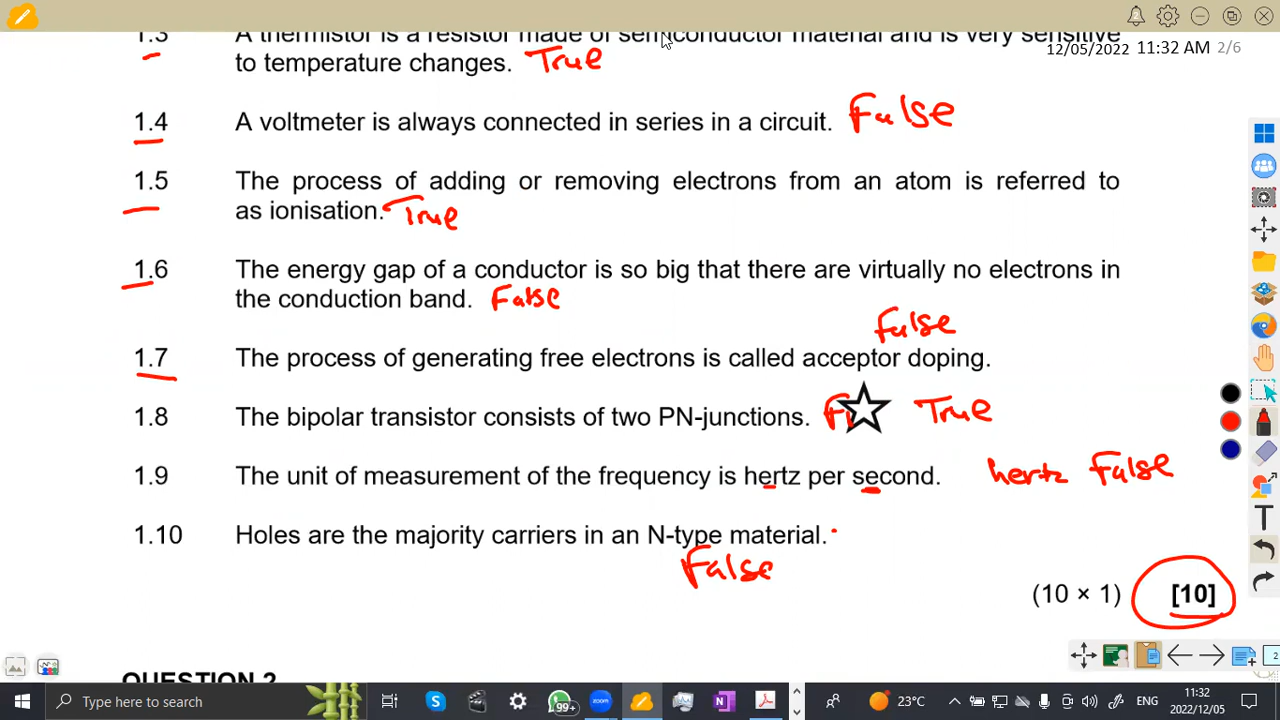 12/05/2022 11:32 AM 2/6
1.3 A thermistor is a resistor made of semiconductor material and is very sensitive
to temperature changes. True
1.4 A voltmeter is always connected in series in a circuit. False
1.5 The process of adding or removing electrons from an atom is referred to
as ionisation. True
1.6 The energy gap of a conductor is so big that there are virtually no electrons in
the conduction band. False
False
1.7 The process of generating free electrons is called acceptor doping.
1.8 The bipolar transistor consists of two PN-junctions. True
1.9 The unit of measurement of the frequency is hertz per second. hertz False
1.10 Holes are the majority carriers in an N-type material.
False
(10 × 1) [10]
QUESTION 2
Type here to search
99+
23°C
ENG
11:32
2022/12/05